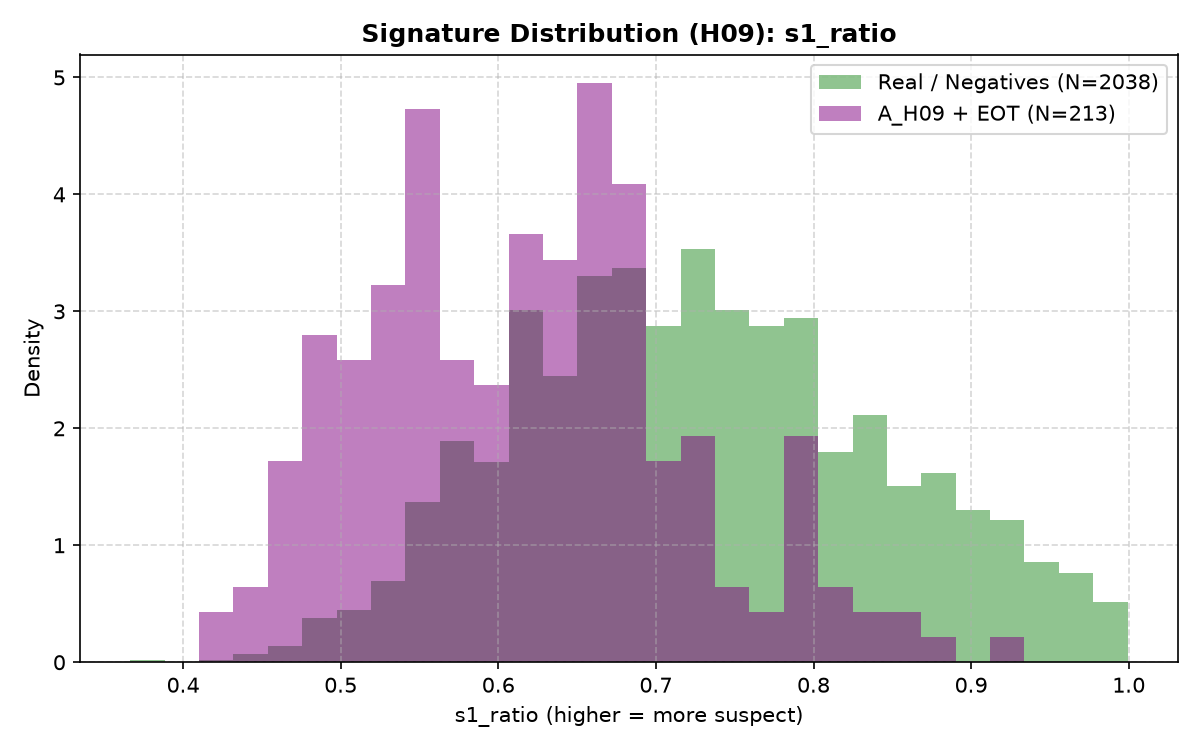 Signature Distribution (H09): s1_ratio
Real / Negatives (N=2038)
A_H09 + EOT (N=213)
Density
5
4
3
2
1
0
0.4 0.5 0.6 0.7 0.8 0.9 1.0
s1_ratio (higher = more suspect)